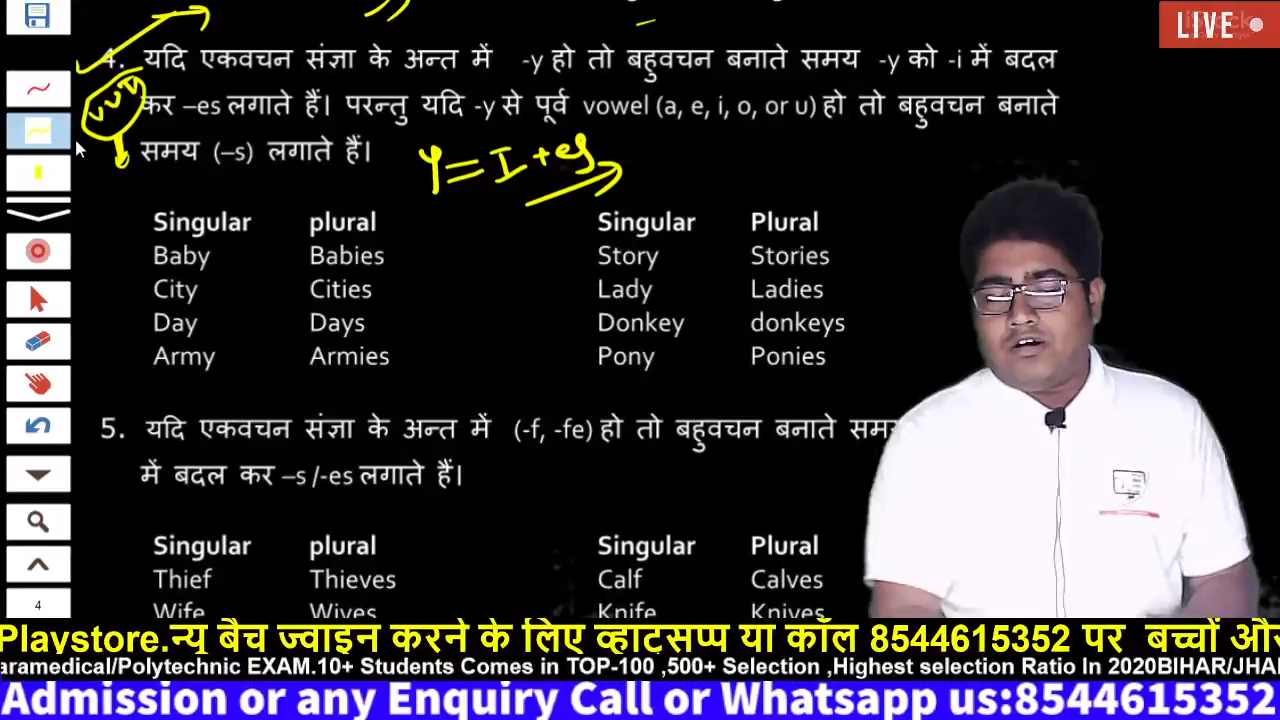 LIVE
4. यदि एकवचन संज्ञा के अन्त में -y हो तो बहुवचन बनाते समय -y को -i में बदल
कर –es लगाते हैं। परन्तु यदि -y से पूर्व vowel (a, e, i, o, or u) हो तो बहुवचन बनाते
समय (–s) लगाते हैं।
Y = I + es
Singular plural Singular Plural
Baby Babies Story Stories
City Cities Lady Ladies
Day Days Donkey donkeys
Army Armies Pony Ponies
5. यदि एकवचन संज्ञा के अन्त में (-f, -fe) हो तो बहुवचन बनाते
में बदल कर –s /-es लगाते हैं।
Singular plural Singular Plural
Thief Thieves Calf Calves
Wife Wives Knife Knives
4
Playstore.न्यू बैच ज्वाइन करने के लिए व्हाट्सप्प या कॉल 8544615352 पर बच्चों
aramedical/Polytechnic EXAM.10+ Students Comes in TOP-100 ,500+ Selection ,Highest selection Ratio In 2020BIHAR/JHA
Admission or any Enquiry Call or Whatsapp us:8544615352